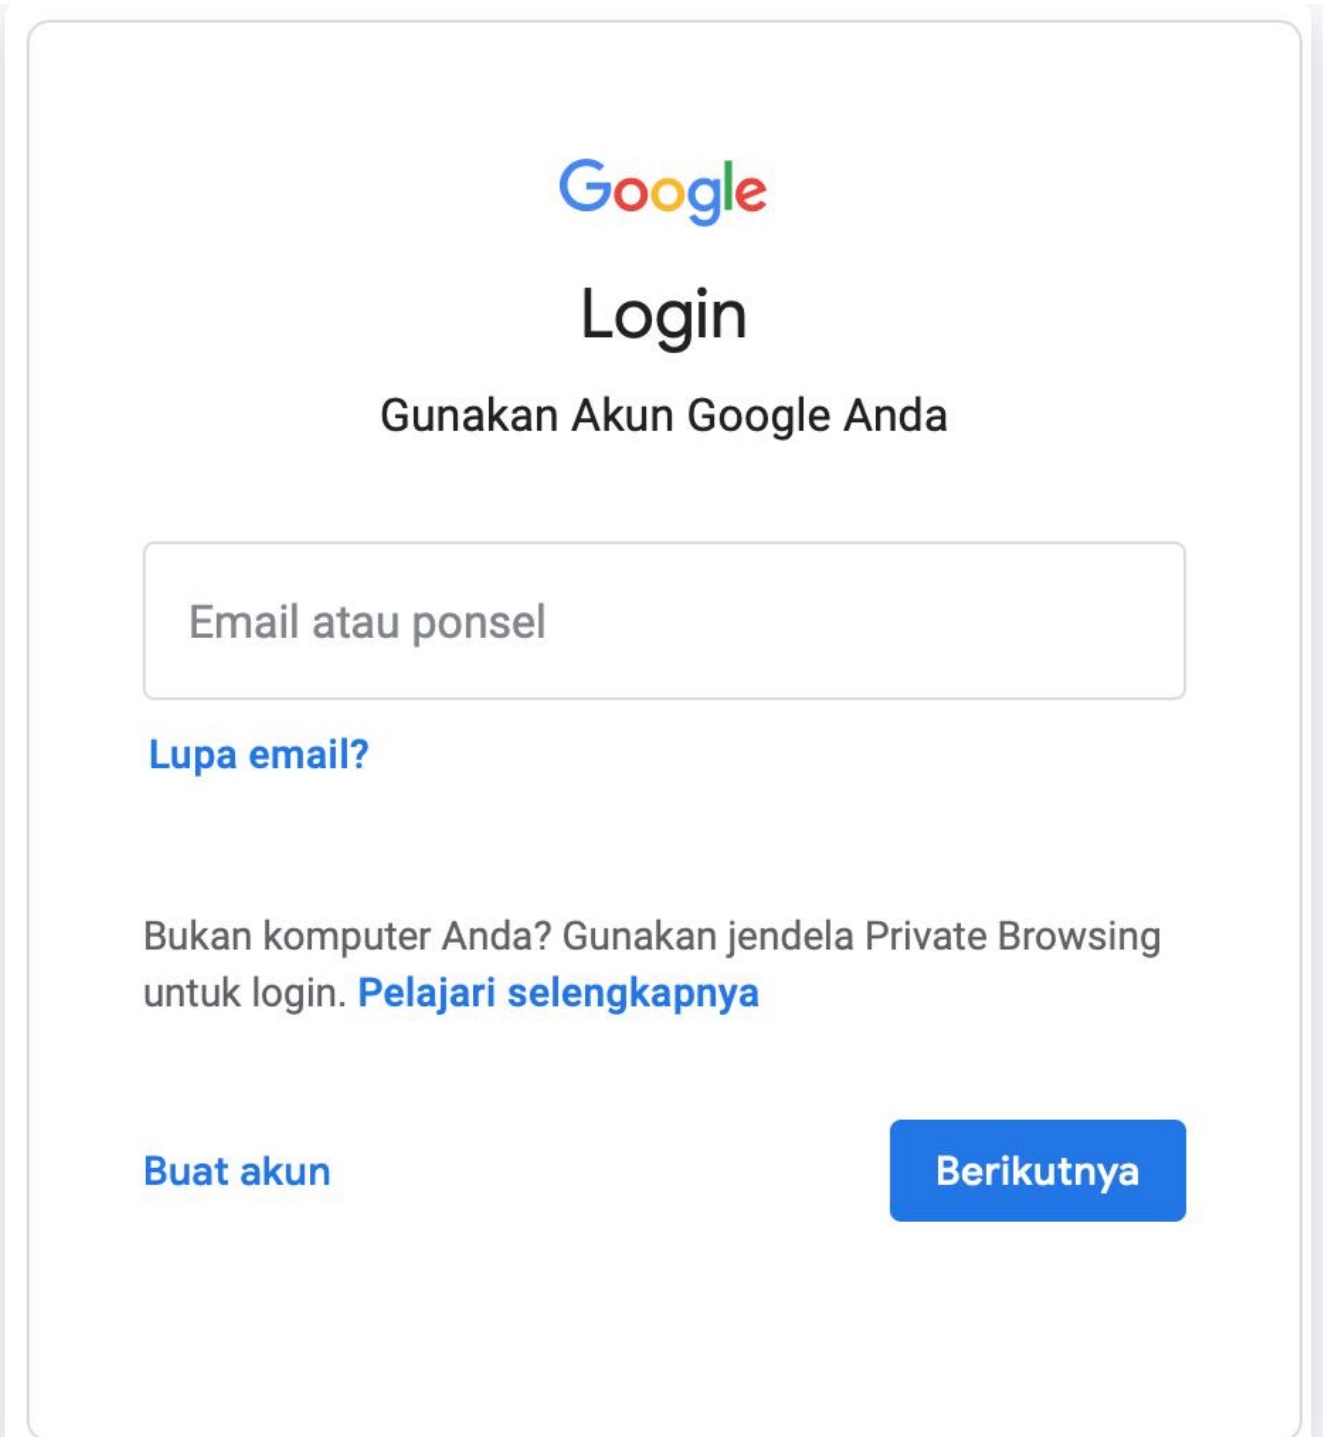 Google
Login
Gunakan Akun Google Anda
Email atau ponsel
Lupa email?
Bukan komputer Anda? Gunakan jendela Private Browsing
untuk login. Pelajari selengkapnya
Buat akun
Berikutnya